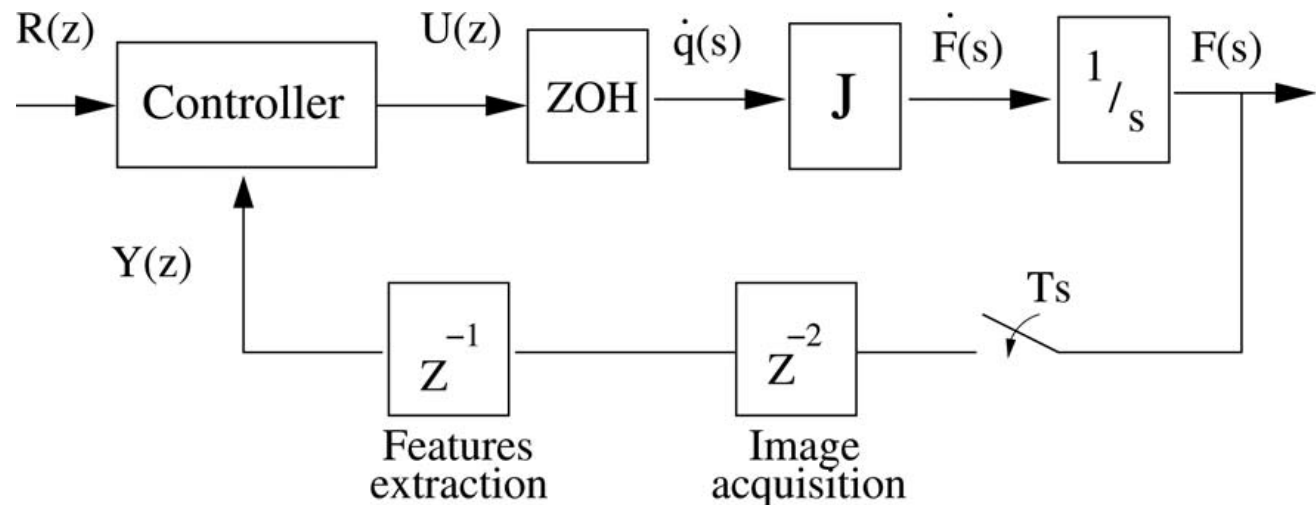 R(z)
Controller
U(z)
ZOH
q̇(s)
J
Ḟ(s)
1/s
F(s)
Y(z)
Z⁻¹
Features
extraction
Z⁻²
Image
acquisition
Ts